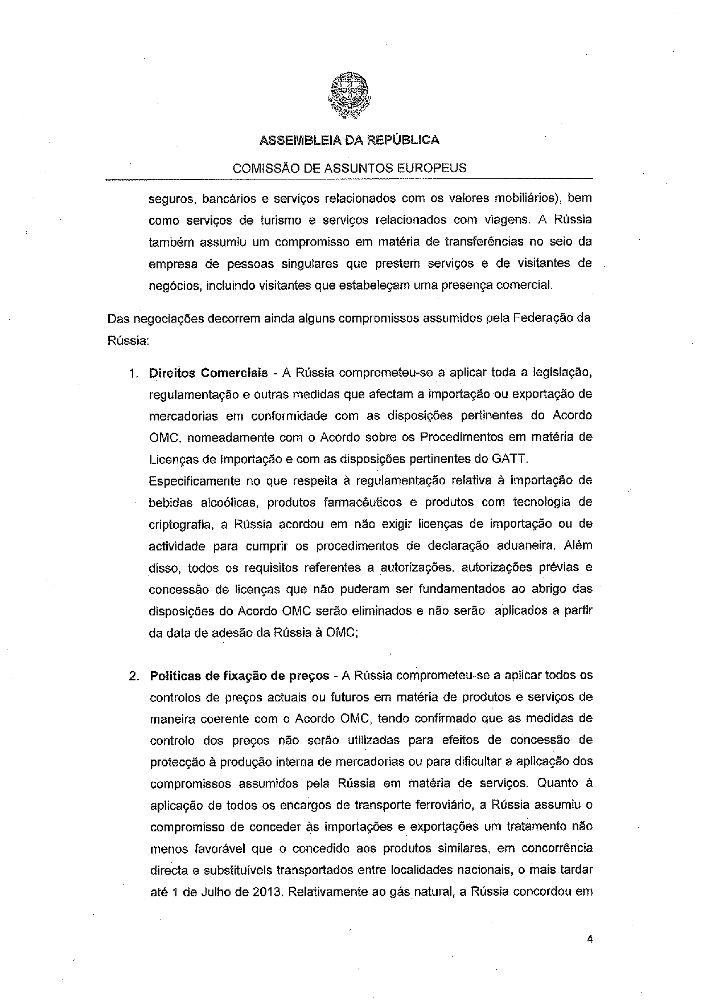 ASSEMBLEIA DA REPÚBLICA
COMISSÃO DE ASSUNTOS EUROPEUS
seguros, bancários e serviços relacionados com os valores mobiliários), bem
como serviços de turismo e serviços relacionados com viagens. A Rússia
também assumiu um compromisso em matéria de transferências no seio da
empresa de pessoas singulares que prestem serviços e de visitantes de
negócios, incluindo visitantes que estabeleçam uma presença comercial.
Das negociações decorrem ainda alguns compromissos assumidos pela Federação da
Rússia:
1. Direitos Comerciais - A Rússia comprometeu-se a aplicar toda a legislação,
regulamentação e outras medidas que afectam a importação ou exportação de
mercadorias em conformidade com as disposições pertinentes do Acordo
OMC, nomeadamente com o Acordo sobre os Procedimentos em matéria de
Licenças de Importação e com as disposições pertinentes do GATT.
Especificamente no que respeita à regulamentação relativa à importação de
bebidas alcoólicas, produtos farmacêuticos e produtos com tecnologia de
criptografia, a Rússia acordou em não exigir licenças de importação ou de
actividade para cumprir os procedimentos de declaração aduaneira. Além
disso, todos os requisitos referentes a autorizações, autorizações prévias e
concessão de licenças que não puderam ser fundamentados ao abrigo das
disposições do Acordo OMC serão eliminados e não serão aplicados a partir
da data de adesão da Rússia à OMC;
2. Politicas de fixação de preços - A Rússia comprometeu-se a aplicar todos os
controlos de preços actuais ou futuros em matéria de produtos e serviços de
maneira coerente com o Acordo OMC, tendo confirmado que as medidas de
controlo dos preços não serão utilizadas para efeitos de concessão de
protecção à produção interna de mercadorias ou para dificultar a aplicação dos
compromissos assumidos pela Rússia em matéria de serviços. Quanto à
aplicação de todos os encargos de transporte ferroviário, a Rússia assumiu o
compromisso de conceder às importações e exportações um tratamento não
menos favorável que o concedido aos produtos similares, em concorrência
directa e substituíveis transportados entre localidades nacionais, o mais tardar
até 1 de Julho de 2013. Relativamente ao gás natural, a Rússia concordou em
4